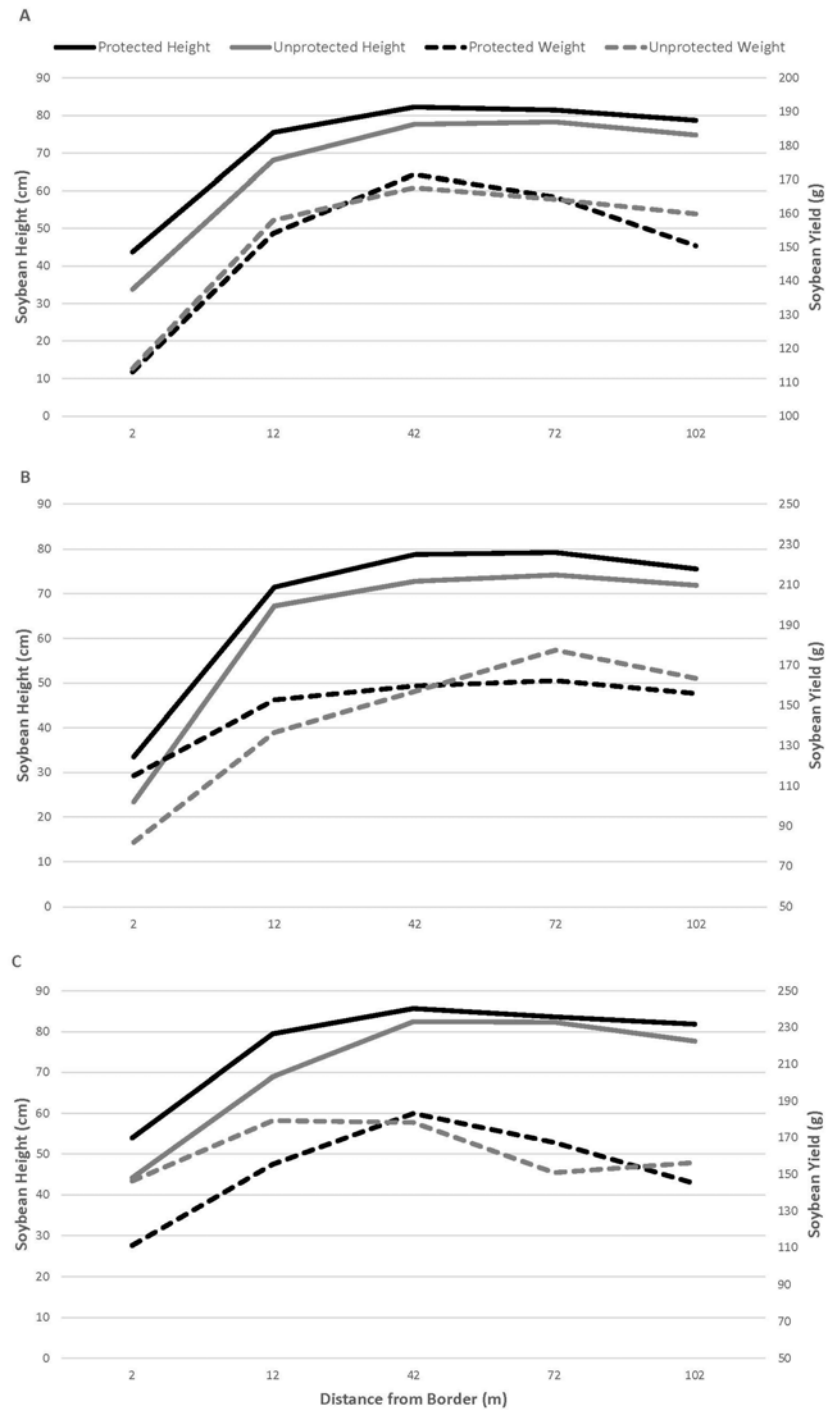 A
Protected Height Unprotected Height Protected Weight Unprotected Weight
90 200
80 190
70 180
60 170
50 160
40 150
30 140
20 130
10 120
0 110
100
Soybean Height (cm)
Soybean Yield (g)
2 12 42 72 102
B
90 250
80 230
70 210
60 190
50 170
40 150
30 130
20 110
10 90
0 70
50
Soybean Height (cm)
Soybean Yield (g)
2 12 42 72 102
C
90 250
80 230
70 210
60 190
50 170
40 150
30 130
20 110
10 90
0 70
50
Soybean Height (cm)
Soybean Yield (g)
2 12 42 72 102
Distance from Border (m)